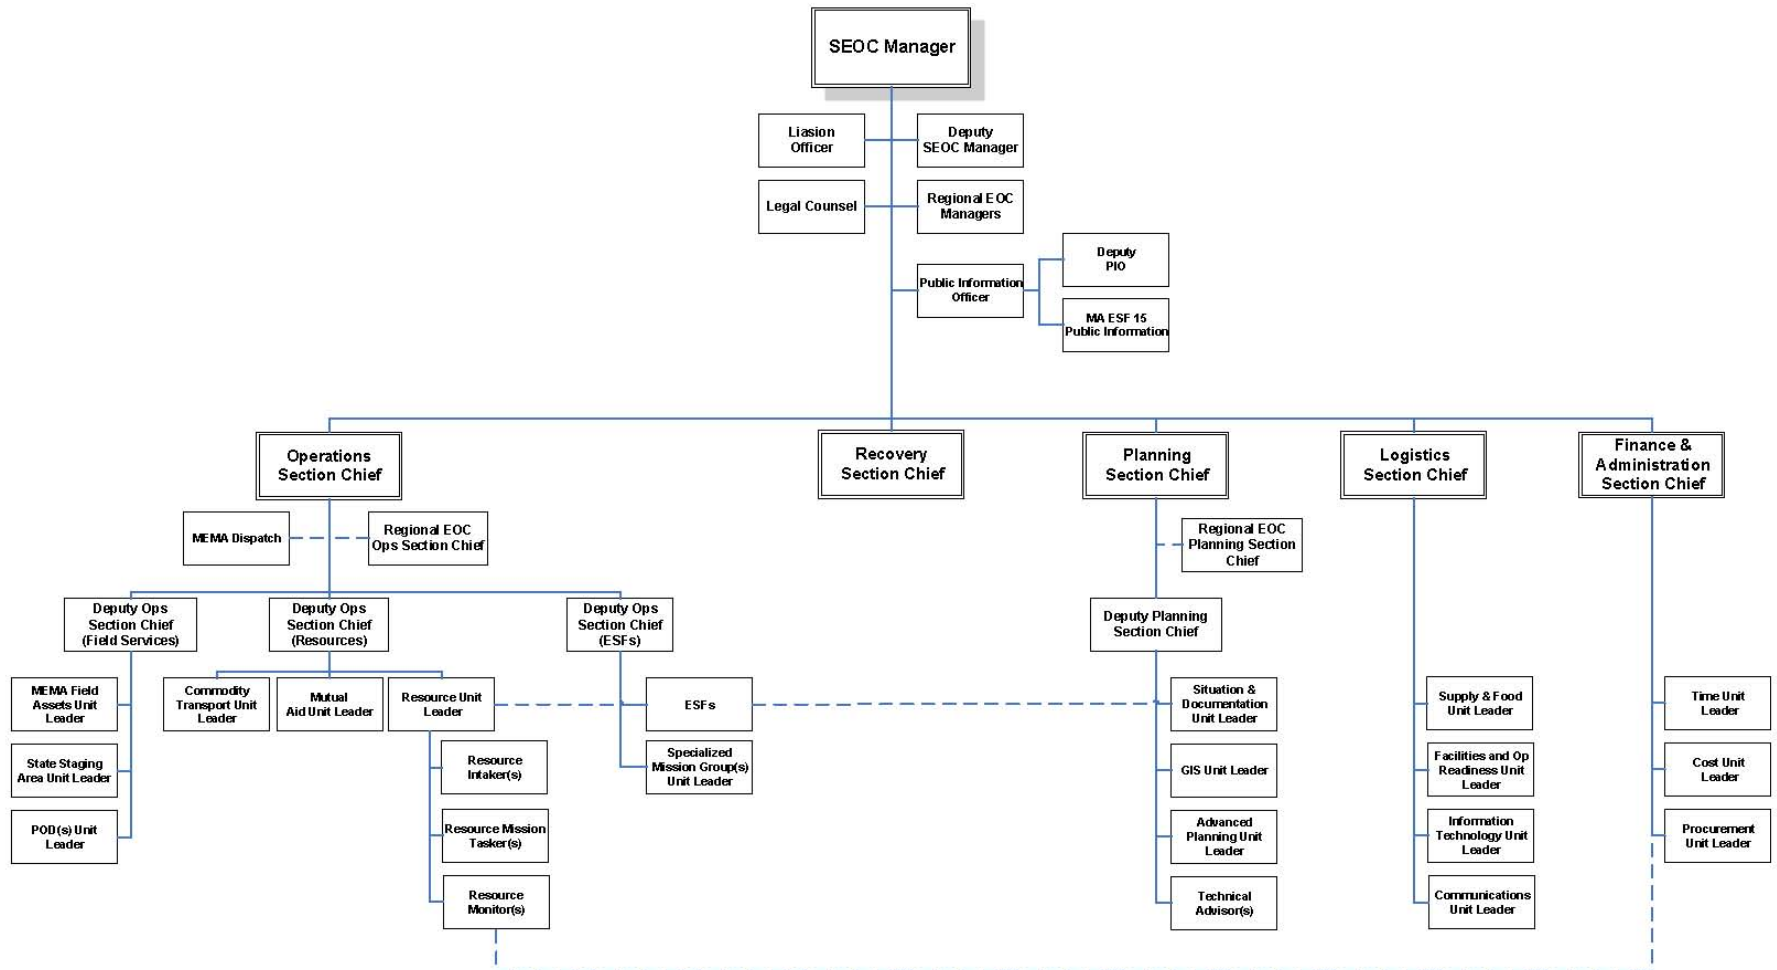 SEOC Manager
Liasion
Officer
Deputy
SEOC Manager
Legal Counsel
Regional EOC
Managers
Deputy
PIO
Public Information
Officer
MA ESF 15
Public Information
Operations
Section Chief
Recovery
Section Chief
Planning
Section Chief
Logistics
Section Chief
Finance &
Administration
Section Chief
MEMA Dispatch
Regional EOC
Ops Section Chief
Regional EOC
Planning Section
Chief
Deputy Ops
Section Chief
(Field Services)
Deputy Ops
Section Chief
(Resources)
Deputy Ops
Section Chief
(ESFs)
Deputy Planning
Section Chief
MEMA Field
Assets Unit
Leader
Commodity
Transport Unit
Leader
Mutual
Aid Unit Leader
Resource Unit
Leader
ESFs
Situation &
Documentation
Unit Leader
Supply & Food
Unit Leader
Time Unit
Leader
State Staging
Area Unit Leader
Resource
Intaker(s)
Specialized
Mission Group(s)
Unit Leader
GIS Unit Leader
Facilities and Op
Readiness Unit
Leader
Cost Unit
Leader
POD(s) Unit
Leader
Resource Mission
Tasker(s)
Advanced
Planning Unit
Leader
Information
Technology Unit
Leader
Procurement
Unit Leader
Resource
Monitor(s)
Technical
Advisor(s)
Communications
Unit Leader